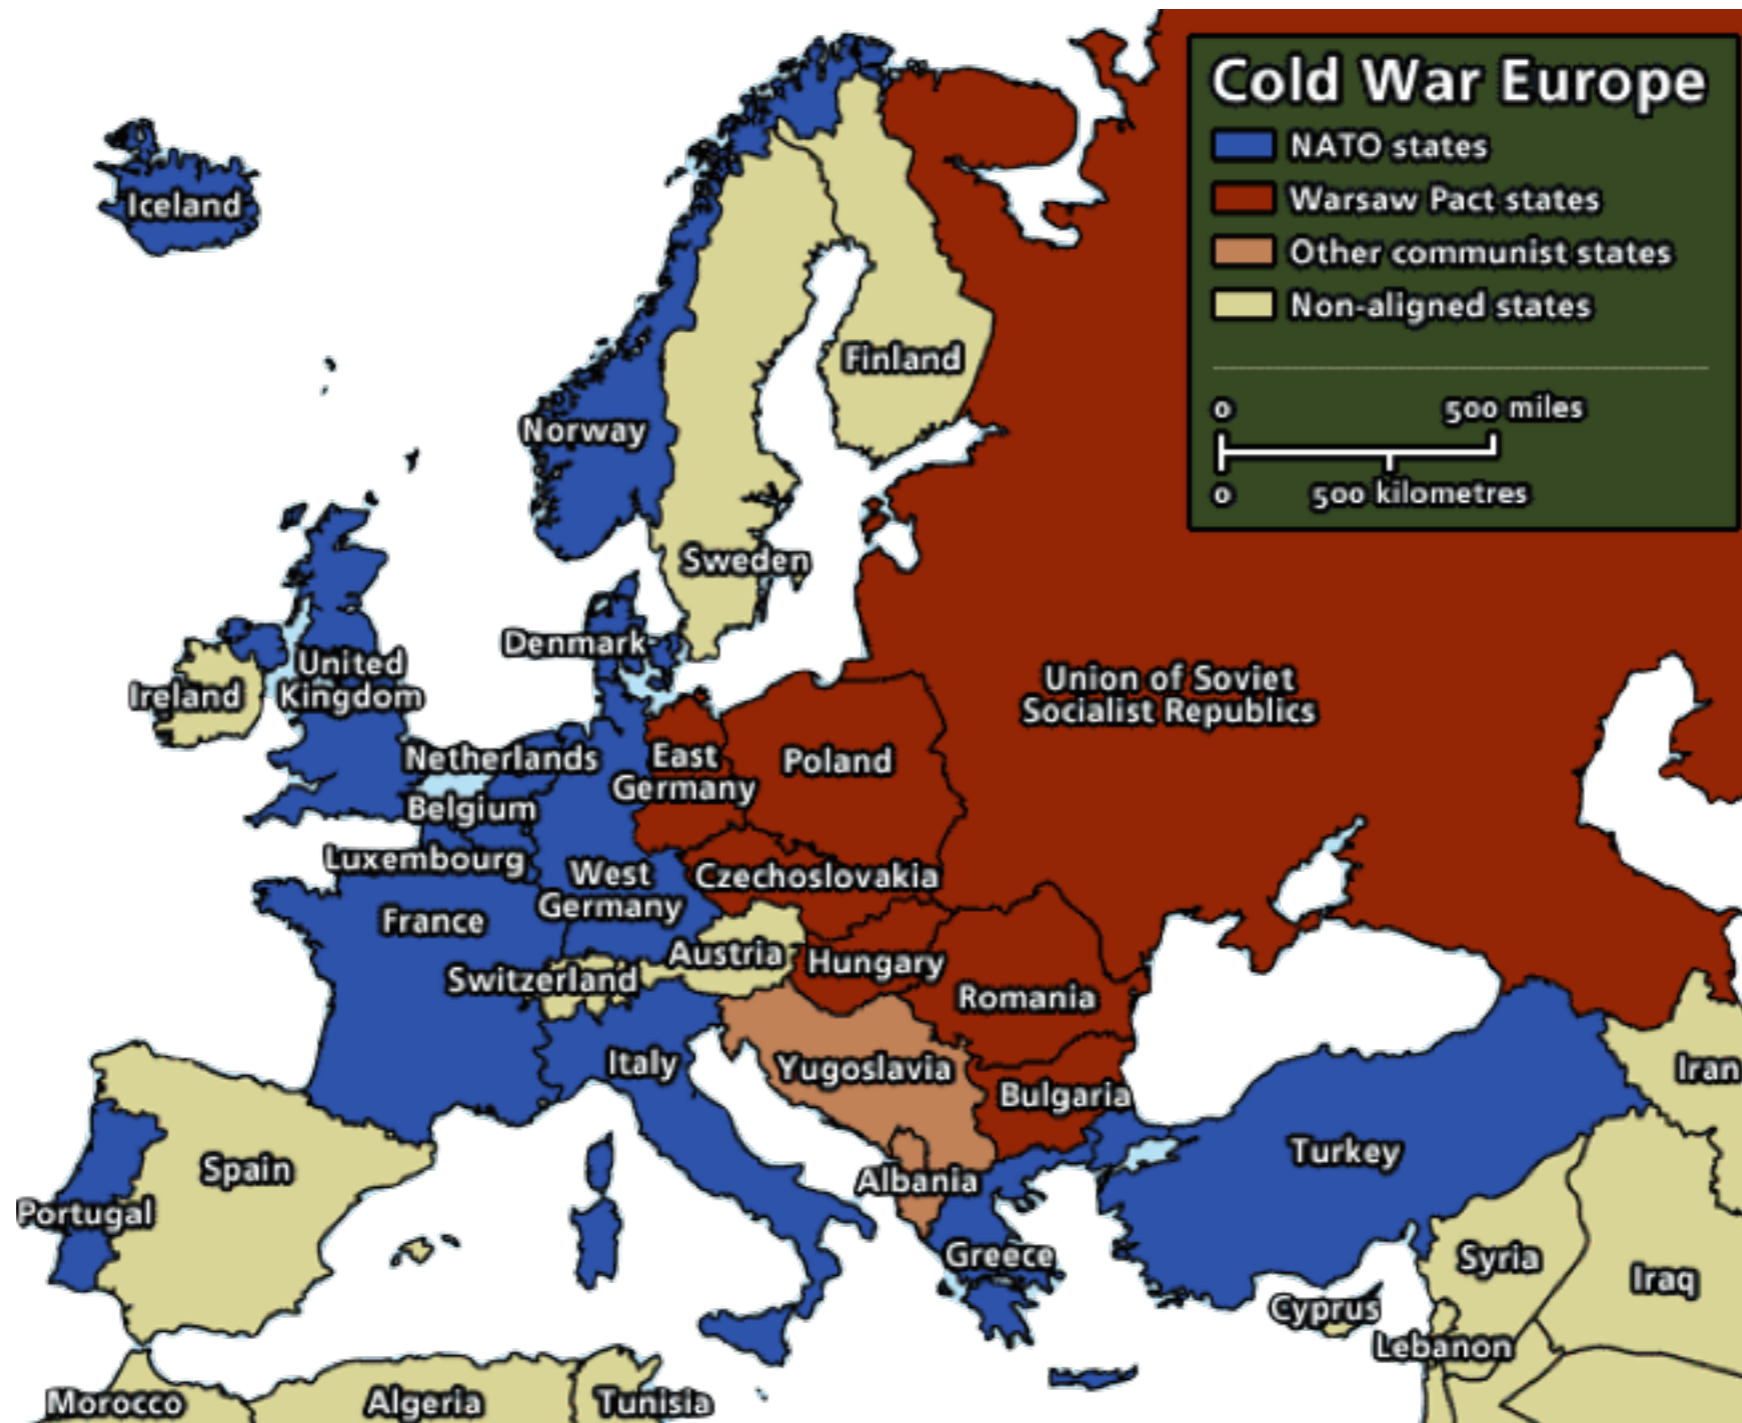 Cold War Europe
NATO states
Warsaw Pact states
Other communist states
Non-aligned states
0 500 miles
0 500 kilometres
Iceland
Finland
Norway
Sweden
Denmark
United
Kingdom
Ireland
Union of Soviet
Socialist Republics
Netherlands
East
Germany
Poland
Belgium
Luxembourg
West
Germany
Czechoslovakia
France
Austria
Hungary
Switzerland
Romania
Italy
Yugoslavia
Bulgaria
Iran
Spain
Turkey
Albania
Portugal
Greece
Syria
Iraq
Cyprus
Lebanon
Morocco
Algeria
Tunisia